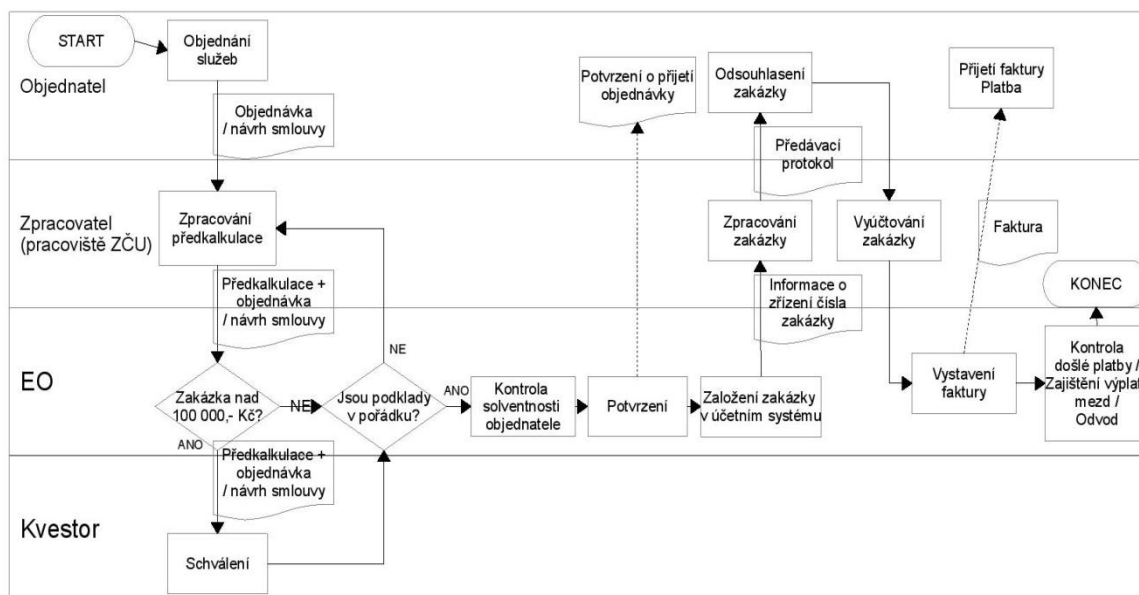 START
Objednání
služeb
Objednatel
Objednávka
/ návrh smlouvy
Potvrzení o přijetí
objednávky
Odsouhlasení
zakázky
Přijetí faktury
Platba
Předávací
protokol
Zpracovatel
(pracoviště ZČU)
Zpracování
předkalkulace
Zpracování
zakázky
Vyúčtování
zakázky
Faktura
Předkalkulace +
objednávka
/ návrh smlouvy
Informace o
zřízení čísla
zakázky
KONEC
EO
Zakázka nad
100 000,- Kč?
NE
NE
Jsou podklady
v pořádku?
ANO
Kontrola
solventnosti
objednatele
Potvrzení
Založení zakázky
v účetním systému
Vystavení
faktury
Kontrola
došlé platby /
Zajištění výplat
mezd /
Odvod
ANO
Předkalkulace +
objednávka
/ návrh smlouvy
Kvestor
Schválení